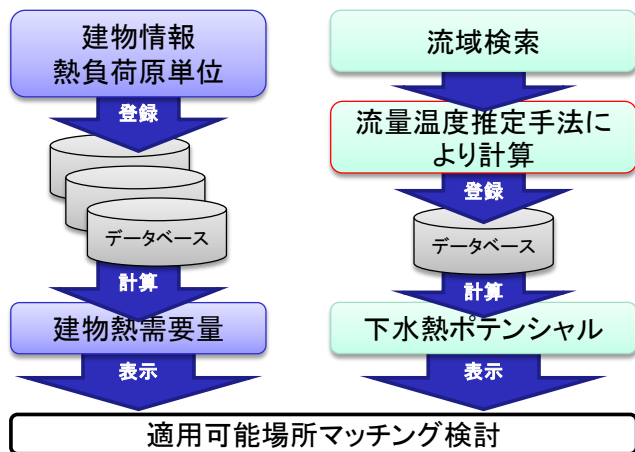 建物情報
熱負荷原単位
登録
データベース
計算
建物熱需要量
表示
流域検索
流量温度推定手法に
より計算
登録
データベース
計算
下水熱ポテンシャル
表示
適用可能場所マッチング検討